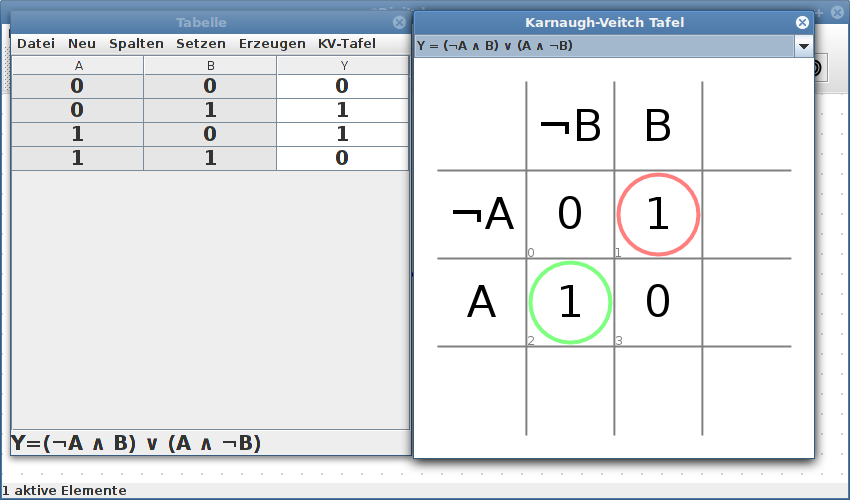 Tabelle
Datei Neu Spalten Setzen Erzeugen KV-Tafel
A B Y
0 0 0
0 1 1
1 0 1
1 1 0
Y=(¬A ∧ B) ∨ (A ∧ ¬B)
1 aktive Elemente
Karnaugh-Veitch Tafel
Y = (¬A ∧ B) ∨ (A ∧ ¬B)
¬B B
¬A 0 1
0 1
A 1 0
2 3